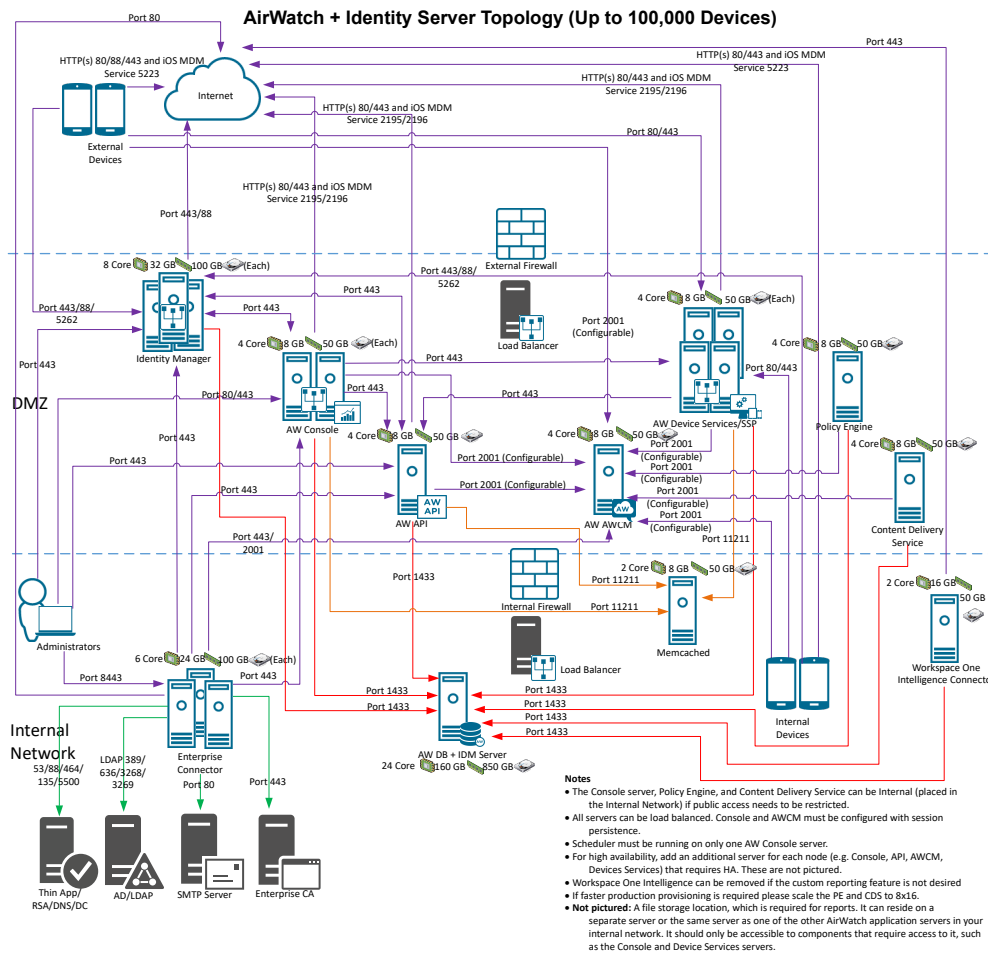 AirWatch + Identity Server Topology (Up to 100,000 Devices)
Port 80
Port 443
HTTP(s) 80/88/443 and iOS MDM
Service 5223
HTTP(s) 80/443 and iOS MDM
Service 5223
Internet
HTTP(s) 80/443 and iOS MDM
Service 2195/2196
HTTP(s) 80/443 and iOS MDM
Service 2195/2196
External
Devices
Port 80/443
HTTP(s) 80/443 and iOS MDM
Service 2195/2196
Port 443/88
External Firewall
8 Core 32 GB 100 GB (Each)
Port 443/88/
5262
Port 443
Port 443/88/
5262
Port 443
Identity Manager
4 Core 8 GB 50 GB (Each)
Load Balancer
Port 2001
(Configurable)
4 Core 8 GB 50 GB (Each)
4 Core 8 GB 50 GB
Port 443
Port 443
Port 80/443
DMZ
Port 80/443
Port 443
Port 443
AW Console
AW Device Services/SSP
Policy Engine
4 Core 8 GB 50 GB
4 Core 8 GB 50 GB
4 Core 8 GB 50 GB
Port 443
Port 443
Port 2001 (Configurable)
Port 2001
(Configurable)
Port 2001
(Configurable)
Port 443
Port 2001 (Configurable)
Port 2001
(Configurable)
AW
API
AW
AW API
AW AWCM
Port 2001
(Configurable)
Content Delivery
Service
Port 443/
2001
Port 11211
Port 1433
Internal Firewall
2 Core 8 GB 50 GB
Port 11211
Port 11211
Memcached
2 Core 16 GB
50 GB
Workspace One
Intelligence Connecto
Administrators
6 Core 24 GB 100 GB (Each)
Load Balancer
Port 8443
Port 443
Port 1433
Port 1433
Port 1433
Port 1433
Port 1433
Internal
Devices
Internal
Network
Enterprise
Connector
AW DB + IDM Server
24 Core 160 GB 850 GB
53/88/464/
135/5500
LDAP 389/
636/3268/
3269
Port 80
Port 443
Thin App/
RSA/DNS/DC
AD/LDAP
SMTP Server
Enterprise CA
Notes
• The Console server, Policy Engine, and Content Delivery Service can be Internal (placed in
the Internal Network) if public access needs to be restricted.
• All servers can be load balanced. Console and AWCM must be configured with session
persistence.
• Scheduler must be running on only one AW Console server.
• For high availability, add an additional server for each node (e.g. Console, API, AWCM,
Devices Services) that requires HA. These are not pictured.
• Workspace One Intelligence can be removed if the custom reporting feature is not desired
• If faster production provisioning is required please scale the PE and CDS to 8x16.
• Not pictured: A file storage location, which is required for reports. It can reside on a
separate server or the same server as one of the other AirWatch application servers in your
internal network. It should only be accessible to components that require access to it, such
as the Console and Device Services servers.